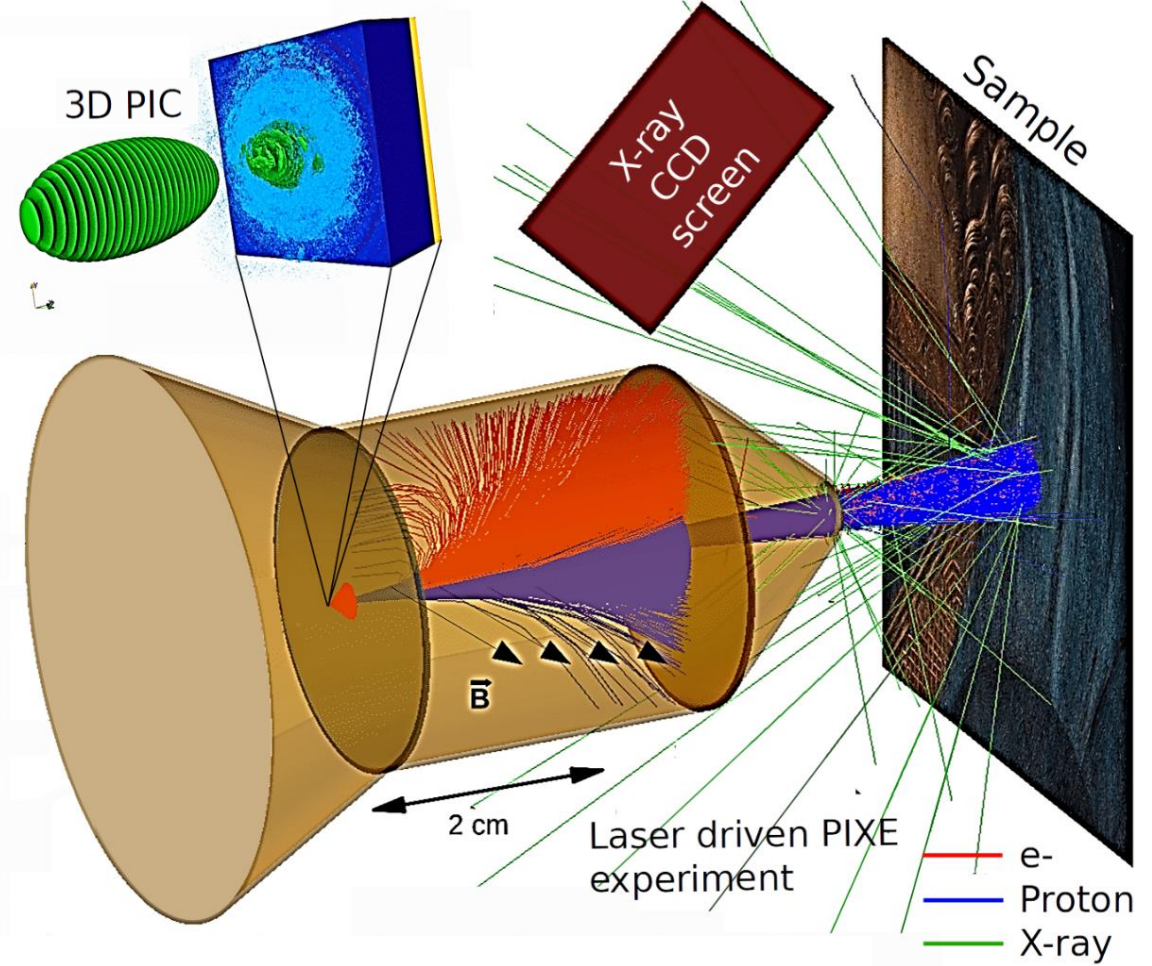 3D PIC
X-ray
CCD
screen
Sample
B
2 cm
Laser driven PIXE
experiment
e-
Proton
X-ray